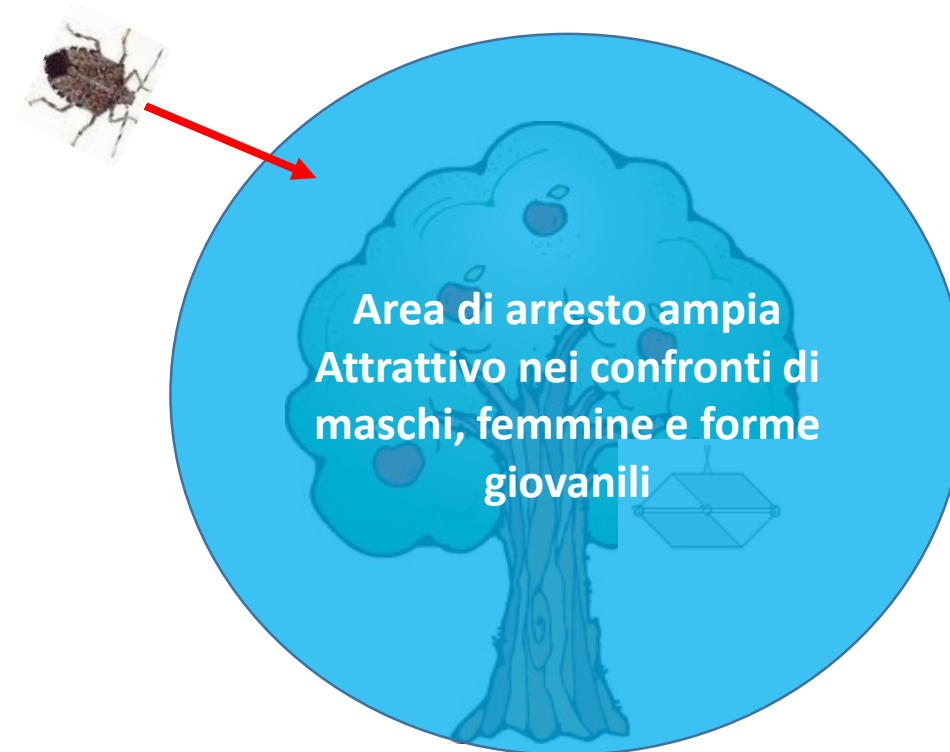 Area di arresto ampia
Attrattivo nei confronti di
maschi, femmine e forme
giovanili